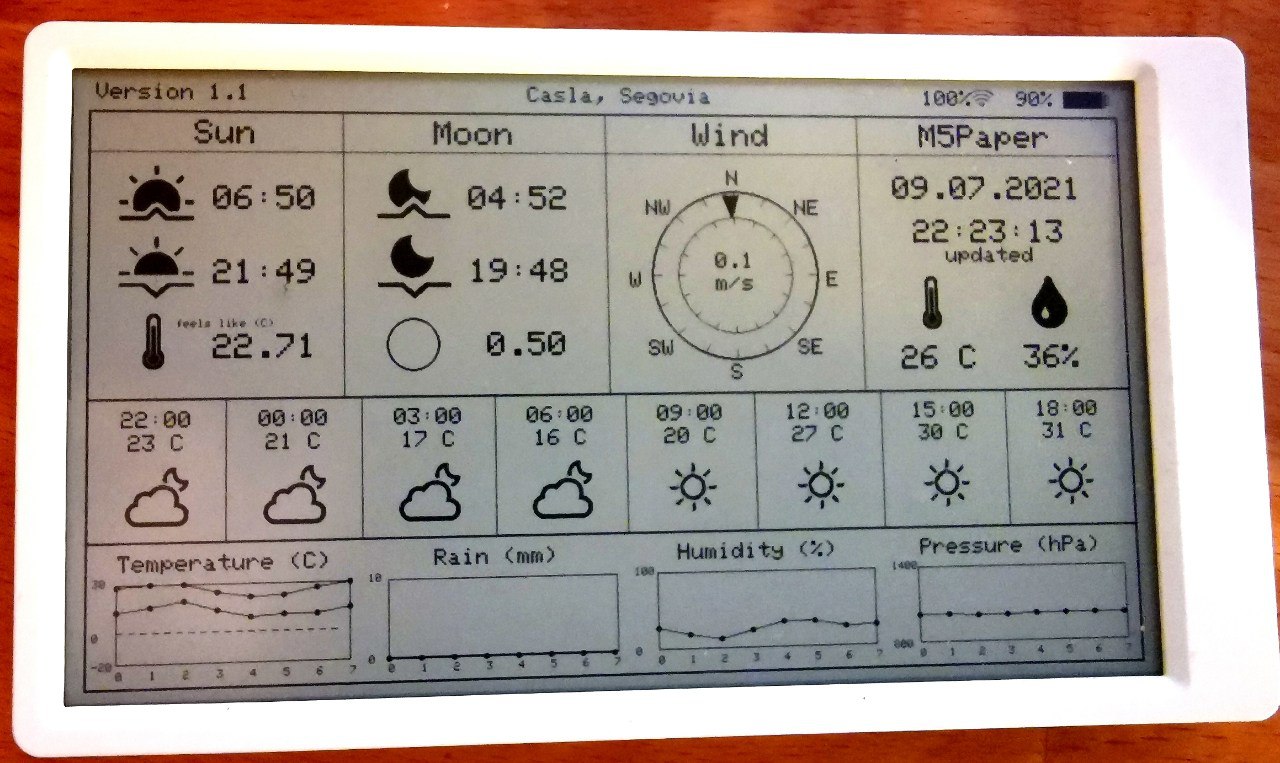 Version 1.1 Casla, Segovia 100% 90%
Sun Moon Wind M5Paper
06:50
21:49
feels like (C)
22.71
04:52
19:48
0.50
N
NW NE
0.1
W m/s E
SW SE
S
09.07.2021
22:23:13
updated
26 C 36%
22:00 00:00 03:00 06:00 09:00 12:00 15:00 18:00
23 C 21 C 17 C 16 C 20 C 27 C 30 C 31 C
Temperature (C) Rain (mm) Humidity (%) Pressure (hPa)
30
0
-20
0 1 2 3 4 5 6 7
10
0
0 1 2 3 4 5 6 7
100
0
0 1 2 3 4 5 6 7
1400
800
0 1 2 3 4 5 6 7